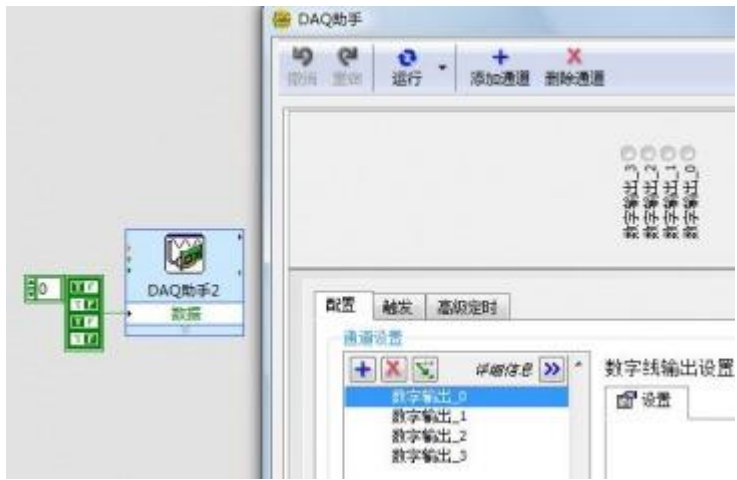 DAQ助手
撤消 重做 运行 添加通道 删除通道
数字输出_3
数字输出_2
数字输出_1
数字输出_0
DAQ助手2
数据
0
配置 触发 高级定时
通道设置
详细信息
数字线输出设置
数字输出_0
设置
数字输出_1
数字输出_2
数字输出_3